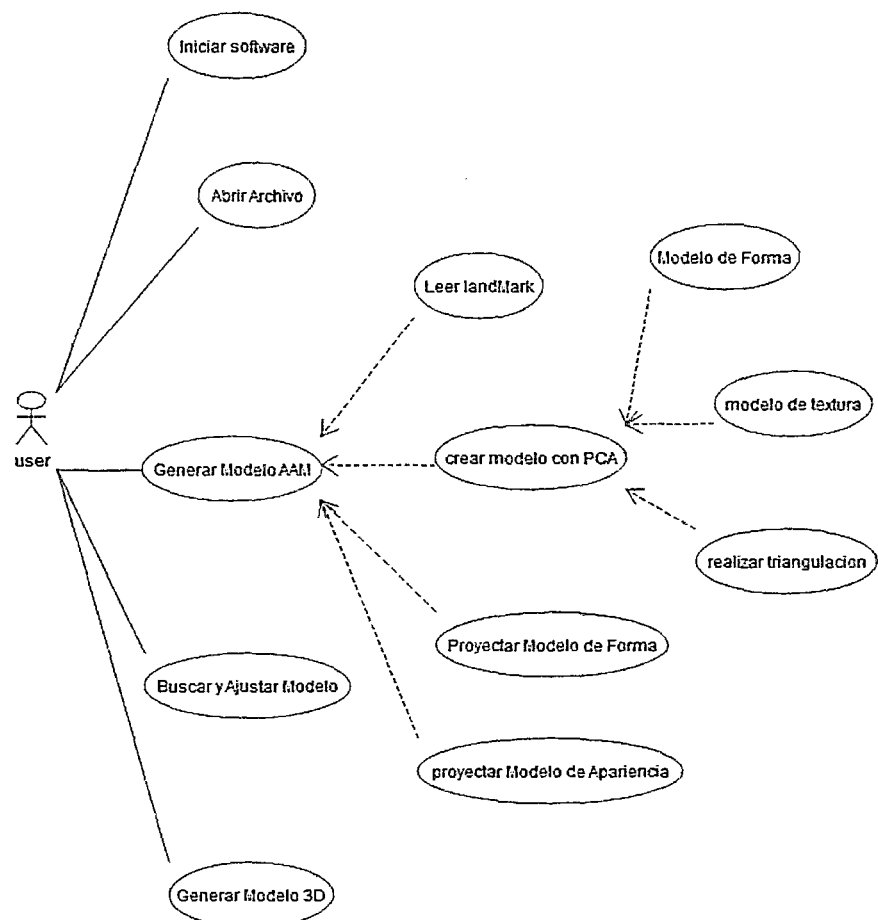 Iniciar software
Abrir Archivo
Leer landMark
Modelo de Forma
modelo de textura
user
Generar Modelo AAM
crear modelo con PCA
realizar triangulacion
Proyectar Modelo de Forma
Buscar y Ajustar Modelo
proyectar Modelo de Apariencia
Generar Modelo 3D